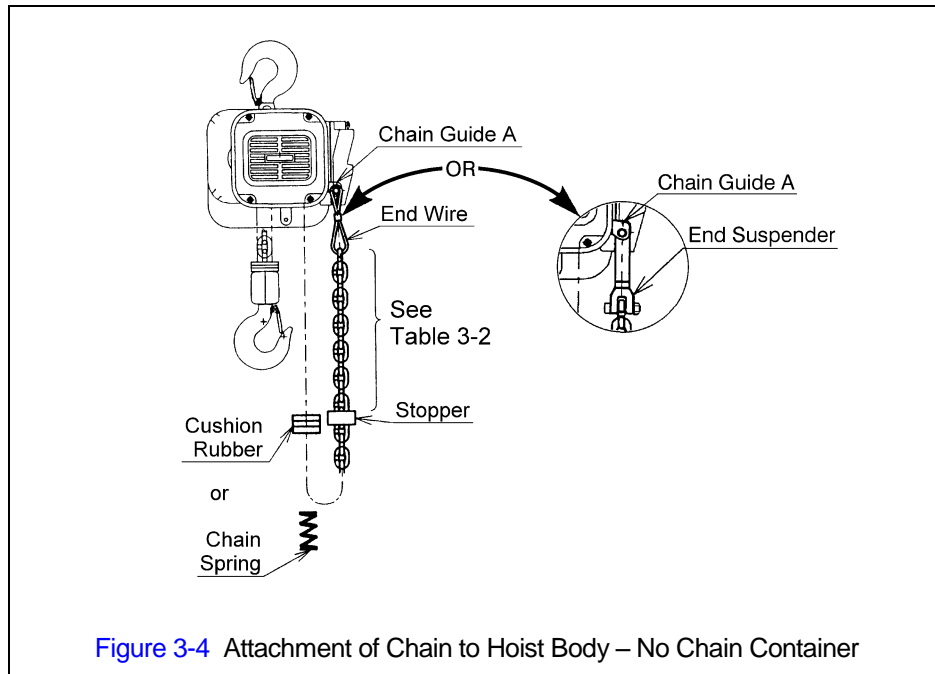 Chain Guide A
OR
Chain Guide A
End Wire
End Suspender
See
Table 3-2
Stopper
Cushion
Rubber
or
Chain
Spring
Figure 3-4 Attachment of Chain to Hoist Body – No Chain Container